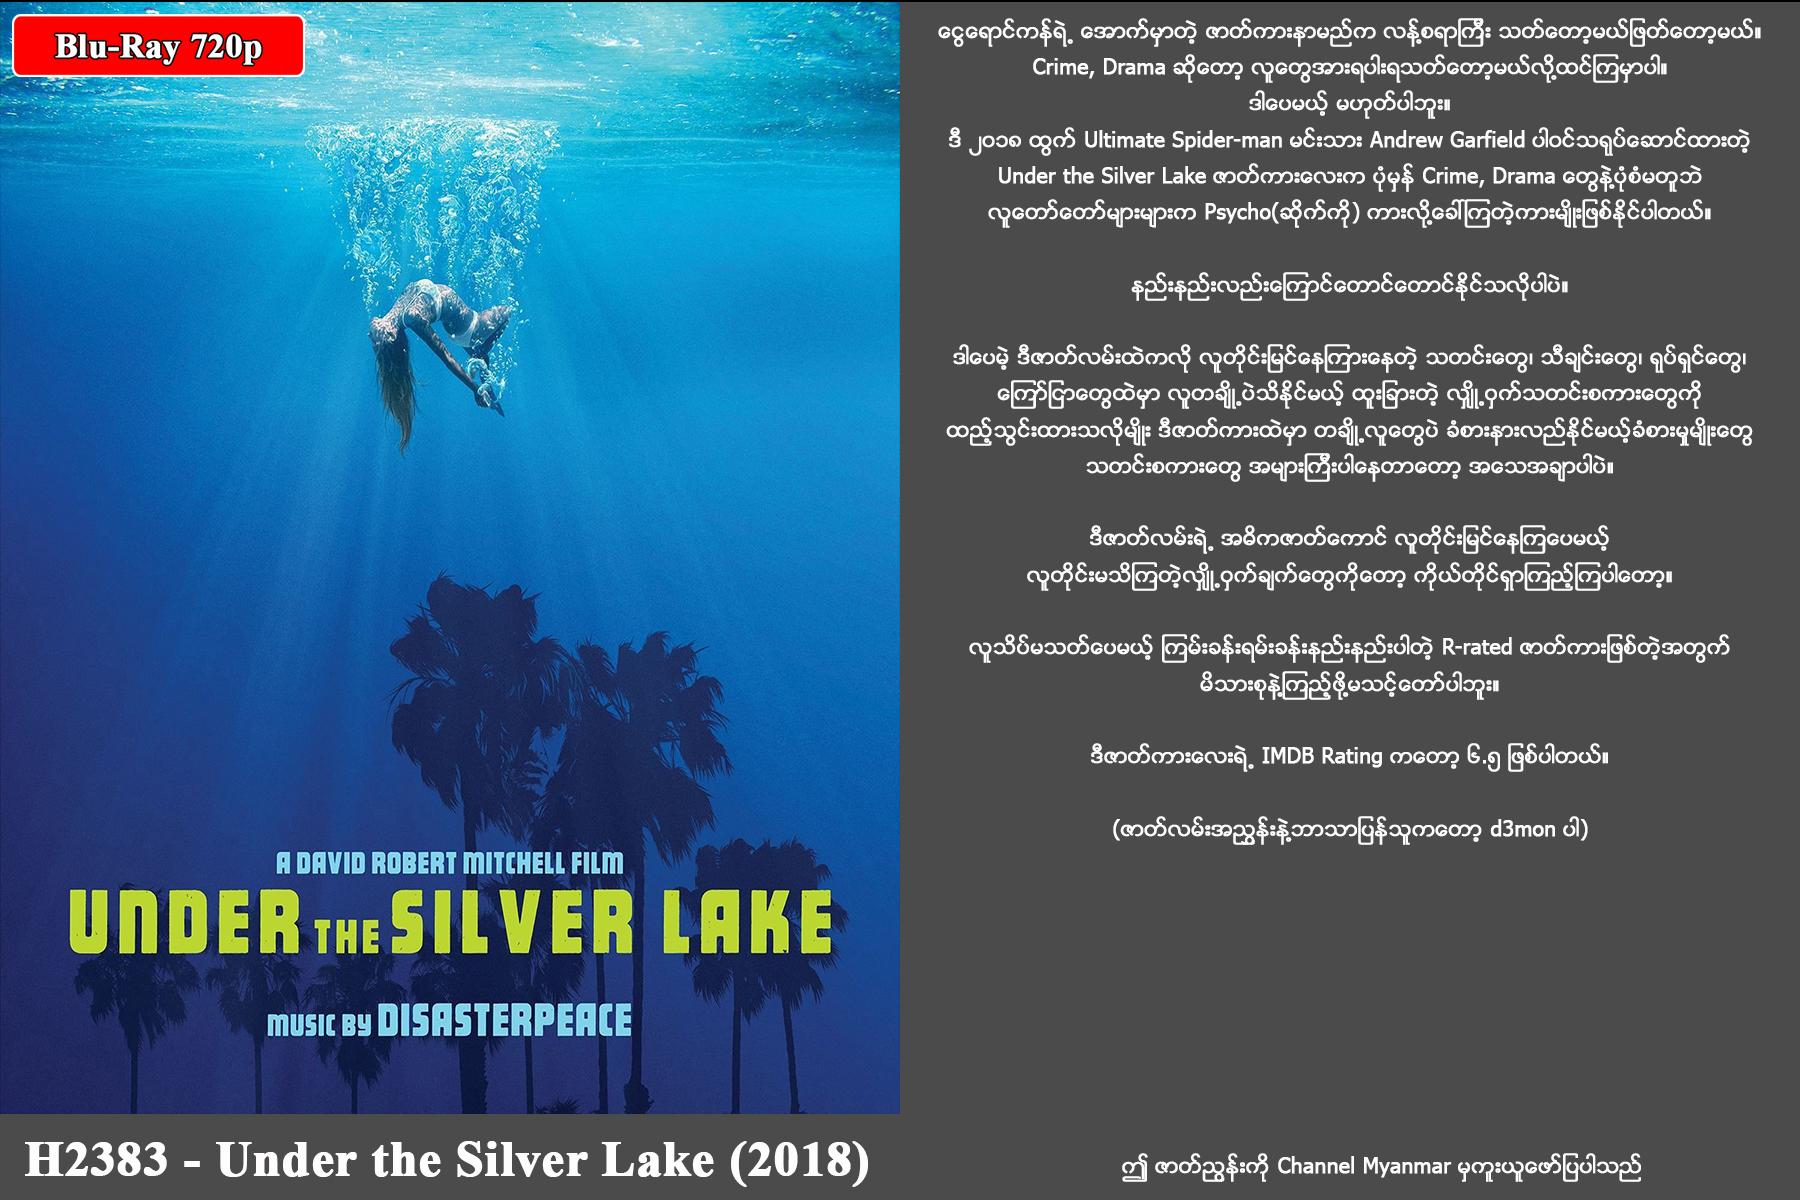 Blu-Ray 720p
A DAVID ROBERT MITCHELL FILM
UNDER THE SILVER LAKE
MUSIC BY DISASTERPEACE
H2383 - Under the Silver Lake (2018)
ငွေရောင်ကန်ရဲ့ အောက်မှာတဲ့ ဇာတ်ကားနာမည်က လန့်စရာကြီး သတ်တော့မယ်ဖြတ်တော့မယ်။
Crime, Drama ဆိုတော့ လူတွေအားရပါးရသတ်တော့မယ်လို့ထင်ကြမှာပါ။
ဒါပေမယ့် မဟုတ်ပါဘူး။
ဒီ ၂၀၁၈ ထွက် Ultimate Spider-man မင်းသား Andrew Garfield ပါဝင်သရုပ်ဆောင်ထားတဲ့
Under the Silver Lake ဇာတ်ကားလေးက ပုံမှန် Crime, Drama တွေနဲ့ပုံစံမတူဘဲ
လူတော်တော်များများက Psycho(ဆိုက်ကို) ကားလို့ခေါ်ကြတဲ့ကားမျိုးဖြစ်နိုင်ပါတယ်။
နည်းနည်းလည်းကြောင်တောင်တောင်နိုင်သလိုပါပဲ။
ဒါပေမဲ့ ဒီဇာတ်လမ်းထဲကလို လူတိုင်းမြင်နေကြားနေတဲ့ သတင်းတွေ၊ သီချင်းတွေ၊ ရုပ်ရှင်တွေ၊
ကြော်ငြာတွေထဲမှာ လူတချို့ပဲသိနိုင်မယ့် ထူးခြားတဲ့ လျှို့ဝှက်သတင်းစကားတွေကို
ထည့်သွင်းထားသလိုမျိုး ဒီဇာတ်ကားထဲမှာ တချို့လူတွေပဲ ခံစားနားလည်နိုင်မယ့်ခံစားမှုမျိုးတွေ
သတင်းစကားတွေ အများကြီးပါနေတာတော့ အသေအချာပါပဲ။
ဒီဇာတ်လမ်းရဲ့ အဓိကဇာတ်ကောင် လူတိုင်းမြင်နေကြပေမယ့်
လူတိုင်းမသိကြတဲ့လျှို့ဝှက်ချက်တွေကိုတော့ ကိုယ်တိုင်ရှာကြည့်ကြပါတော့။
လူသိပ်မသတ်ပေမယ့် ကြမ်းခန်းရမ်းခန်းနည်းနည်းပါတဲ့ R-rated ဇာတ်ကားဖြစ်တဲ့အတွက်
မိသားစုနဲ့ကြည့်ဖို့မသင့်တော်ပါဘူး။
ဒီဇာတ်ကားလေးရဲ့ IMDB Rating ကတော့ ၆.၅ ဖြစ်ပါတယ်။
(ဇာတ်လမ်းအညွှန်းနဲ့ဘာသာပြန်သူကတော့ d3mon ပါ)
ဤ ဇာတ်ညွှန်းကို Channel Myanmar မှကူးယူဖော်ပြပါသည်